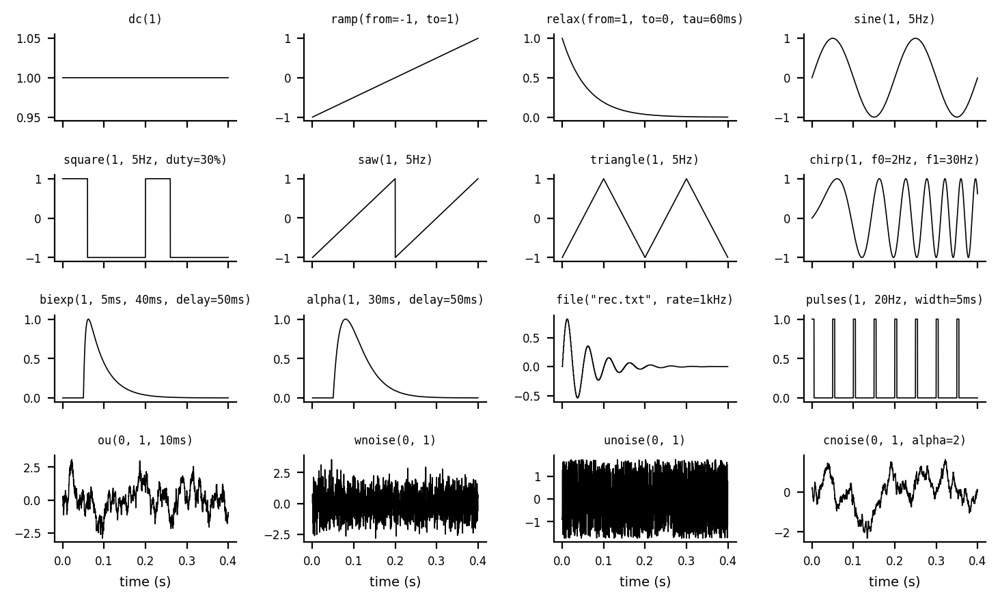 dc(1)
1.05
1.00
0.95
ramp(from=-1, to=1)
1
0
−1
relax(from=1, to=0, tau=60ms)
1.0
0.5
0.0
sine(1, 5Hz)
1
0
−1
square(1, 5Hz, duty=30%)
1
0
−1
saw(1, 5Hz)
1
0
−1
triangle(1, 5Hz)
1
0
−1
chirp(1, f0=2Hz, f1=30Hz)
1
0
−1
biexp(1, 5ms, 40ms, delay=50ms)
1.0
0.5
0.0
alpha(1, 30ms, delay=50ms)
1.0
0.5
0.0
file("rec.txt", rate=1kHz)
0.5
0.0
−0.5
pulses(1, 20Hz, width=5ms)
1.0
0.5
0.0
ou(0, 1, 10ms)
2.5
0.0
−2.5
0.0 0.1 0.2 0.3 0.4
time (s)
wnoise(0, 1)
2.5
0.0
−2.5
0.0 0.1 0.2 0.3 0.4
time (s)
unoise(0, 1)
1
0
−1
0.0 0.1 0.2 0.3 0.4
time (s)
cnoise(0, 1, alpha=2)
0
−2
0.0 0.1 0.2 0.3 0.4
time (s)